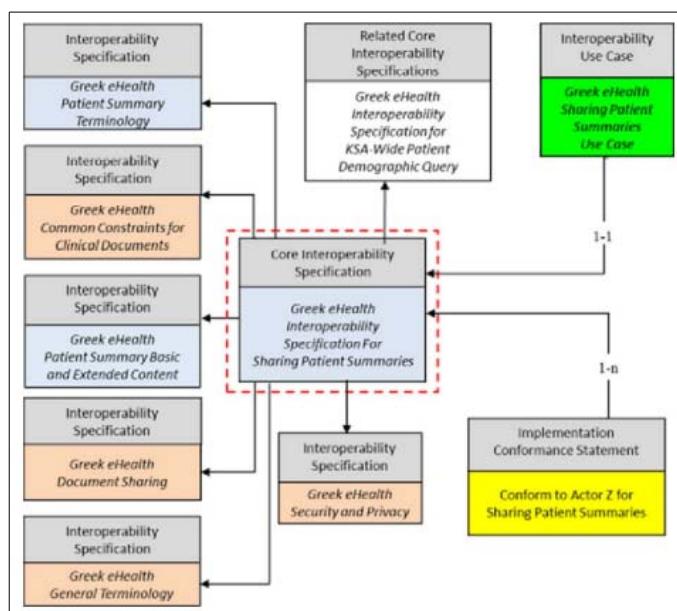 Interoperability
Specification
Greek eHealth
Patient Summary
Terminology
Interoperability
Specification
Greek eHealth
Common Constraints for
Clinical Documents
Interoperability
Specification
Greek eHealth
Patient Summary Basic
and Extended Content
Interoperability
Specification
Greek eHealth
Document Sharing
Interoperability
Specification
Greek eHealth
General Terminology
Related Core
Interoperability
Specifications
Greek eHealth
Interoperability
Specification for
KSA-Wide Patient
Demographic Query
Core Interoperability
Specification
Greek eHealth
Interoperability
Specification For
Sharing Patient Summaries
Interoperability
Specification
Greek eHealth
Security and Privacy
Interoperability
Use Case
Greek eHealth
Sharing Patient
Summaries
Use Case
1-1
1-n
Implementation
Conformance Statement
Conform to Actor Z for
Sharing Patient Summaries